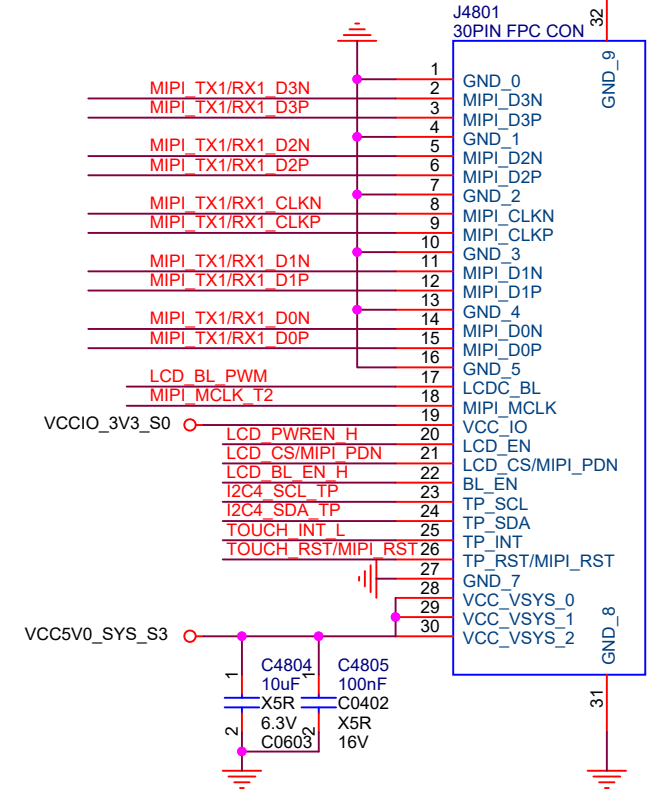 J4801
30PIN FPC CON
32
GND_9
1
GND_0
MIPI_TX1/RX1_D3N
2
MIPI_D3N
MIPI_TX1/RX1_D3P
3
MIPI_D3P
4
GND_1
MIPI_TX1/RX1_D2N
5
MIPI_D2N
MIPI_TX1/RX1_D2P
6
MIPI_D2P
7
GND_2
MIPI_TX1/RX1_CLKN
8
MIPI_CLKN
MIPI_TX1/RX1_CLKP
9
MIPI_CLKP
10
GND_3
MIPI_TX1/RX1_D1N
11
MIPI_D1N
MIPI_TX1/RX1_D1P
12
MIPI_D1P
13
GND_4
MIPI_TX1/RX1_D0N
14
MIPI_D0N
MIPI_TX1/RX1_D0P
15
MIPI_D0P
16
GND_5
LCD_BL_PWM
17
LCDC_BL
MIPI_MCLK_T2
18
MIPI_MCLK
VCCIO_3V3_S0
19
VCC_IO
LCD_PWREN_H
20
LCD_EN
LCD_CS/MIPI_PDN
21
LCD_CS/MIPI_PDN
LCD_BL_EN_H
22
BL_EN
I2C4_SCL_TP
23
TP_SCL
I2C4_SDA_TP
24
TP_SDA
TOUCH_INT_L
25
TP_INT
TOUCH_RST/MIPI_RST
26
TP_RST/MIPI_RST
27
GND_7
28
VCC_VSYS_0
29
VCC_VSYS_1
VCC5V0_SYS_S3
30
VCC_VSYS_2
GND_8
31
1
2
C4804
10uF
X5R
6.3V
C0603
1
2
C4805
100nF
C0402
X5R
16V